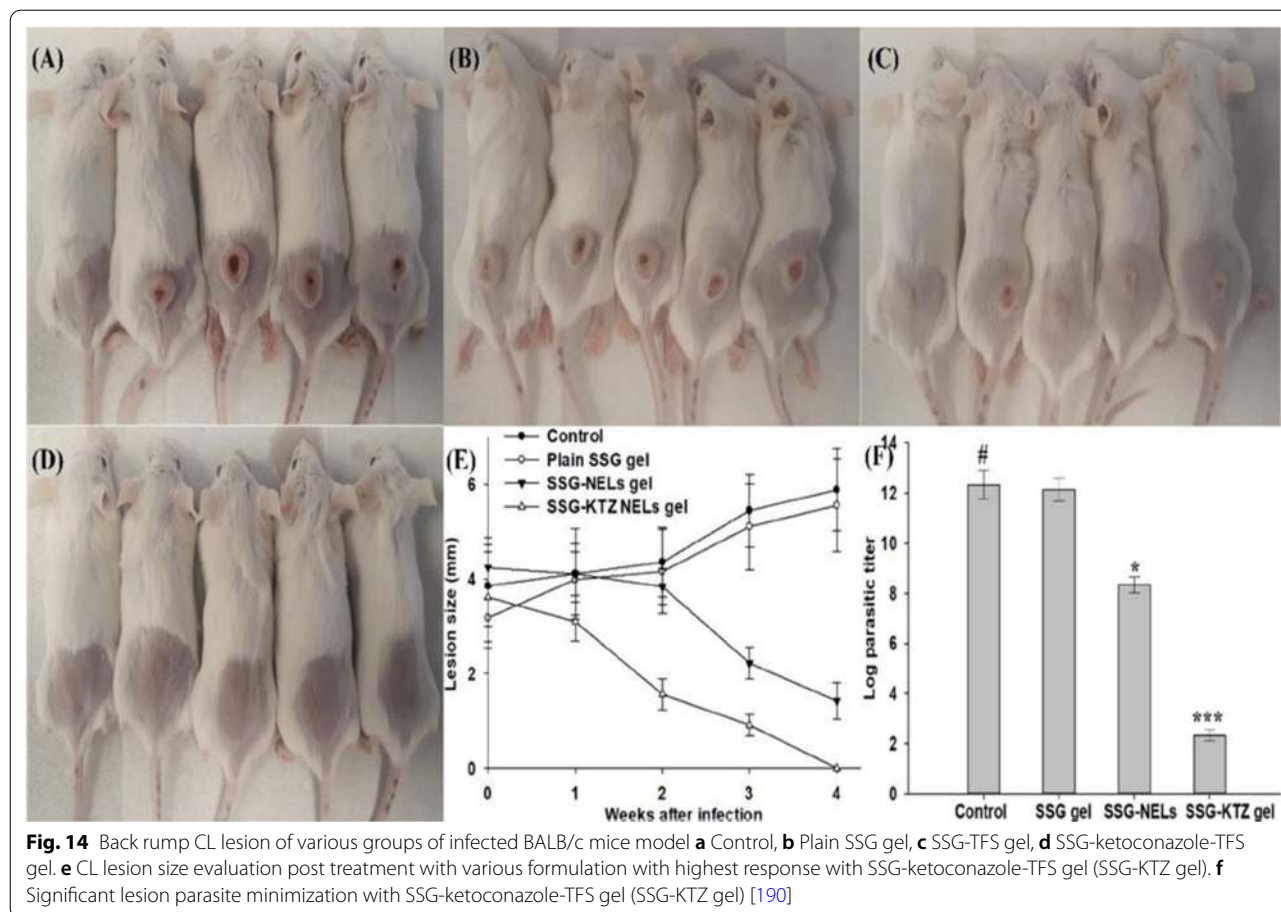 (A)
(B)
(C)
(D)
(E)
Control
Plain SSG gel
SSG-NELs gel
SSG-KTZ NELs gel
Lesion size (mm)
6
4
2
0
0 1 2 3 4
Weeks after infection
(F)
Log parasitic titer
14
12
10
8
6
4
2
0
#
*
***
Control SSG gel SSG-NELs SSG-KTZ gel
Fig. 14 Back rump CL lesion of various groups of infected BALB/c mice model a Control, b Plain SSG gel, c SSG-TFS gel, d SSG-ketoconazole-TFS
gel. e CL lesion size evaluation post treatment with various formulation with highest response with SSG-ketoconazole-TFS gel (SSG-KTZ gel). f
Significant lesion parasite minimization with SSG-ketoconazole-TFS gel (SSG-KTZ gel) [190]